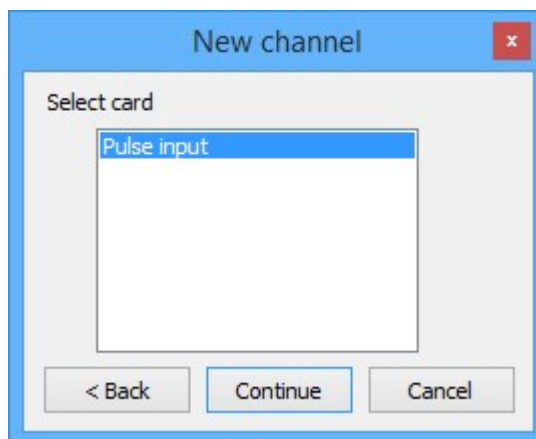 New channel
x
Select card
Pulse input
< Back Continue Cancel